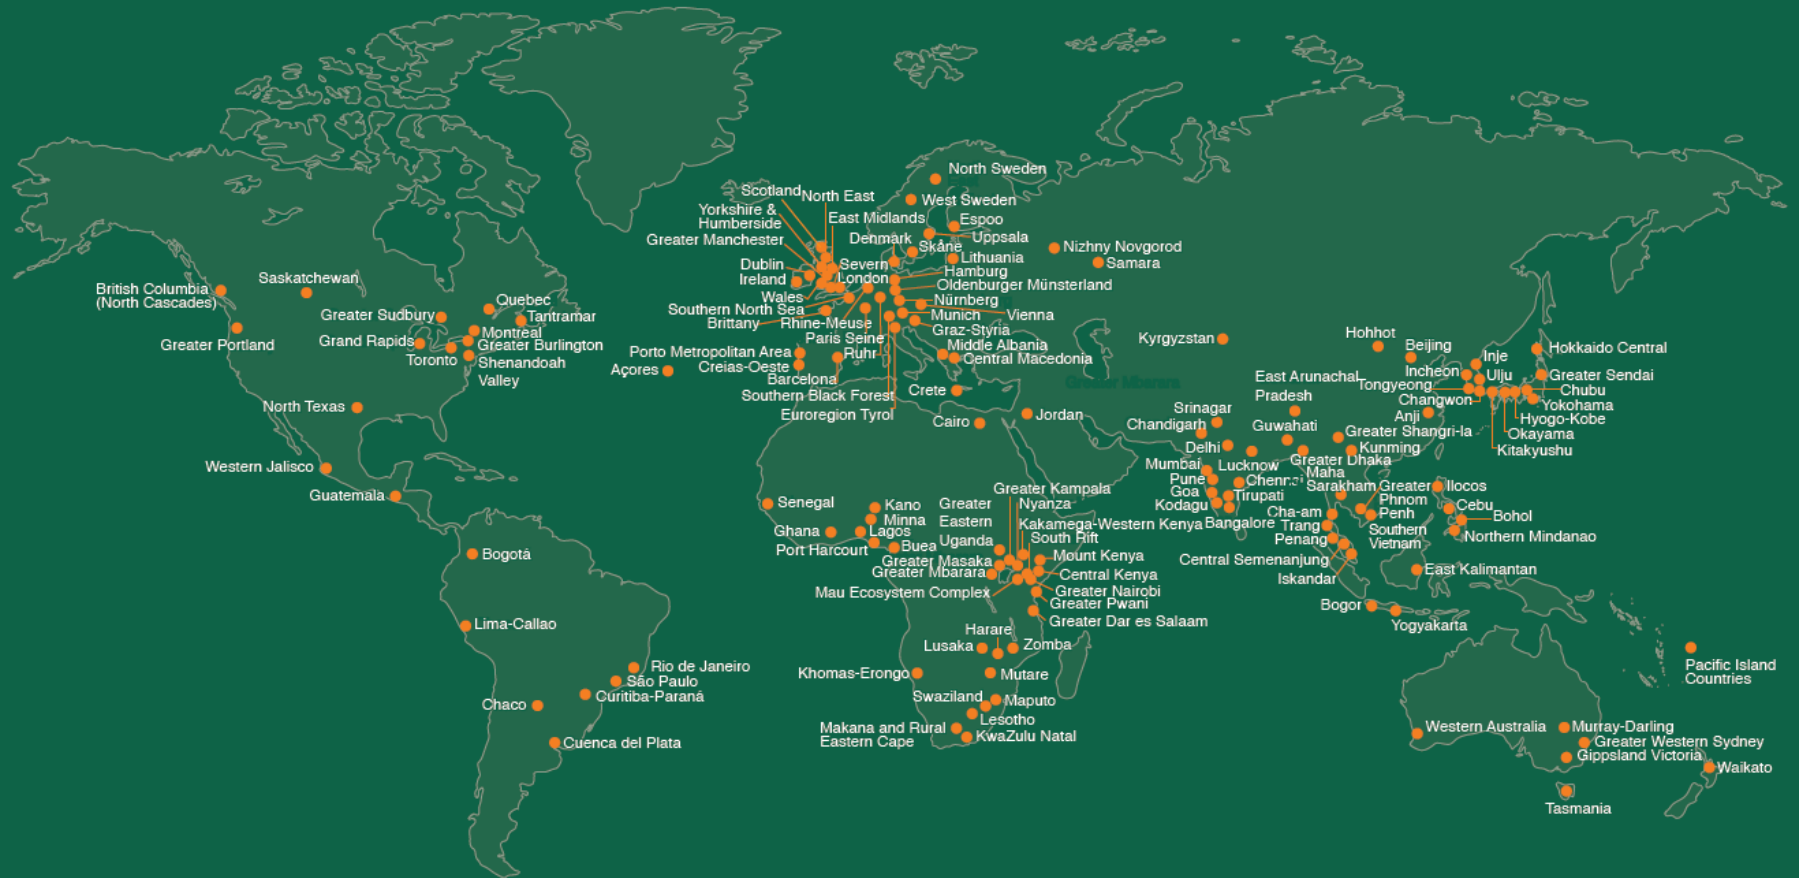 North Sweden
Scotland
North East
West Sweden
Yorkshire &
Humberside
East Midlands
Espoo
Greater Manchester
Denmark
Skåne
Uppsala
Nizhny Novgorod
Dublin
Severn
Lithuania
Samara
Ireland
London
Hamburg
Oldenburger Münsterland
Wales
Nürnberg
Southern North Sea
Munich
Vienna
Brittany
Rhine-Meuse
Graz-Styria
Paris Seine
Middle Albania
Porto Metropolitan Area
Ruhr
Central Macedonia
Creias-Oeste
Açores
Barcelona
Southern Black Forest
Crete
Euroregion Tyrol
Greater Mbarara
Saskatchewan
British Columbia
(North Cascades)
Quebec
Greater Sudbury
Tantramar
Greater Portland
Grand Rapids
Montreal
Greater Burlington
Toronto
Shenandoah
Valley
North Texas
Western Jalisco
Guatemala
Bogotá
Lima-Callao
Rio de Janeiro
São Paulo
Curitiba-Paraná
Chaco
Cuenca del Plata
Cairo
Jordan
Senegal
Kano
Minna
Ghana
Lagos
Port Harcourt
Buea
Greater Kampala
Greater
Eastern
Uganda
Nyanza
Kakamega-Western Kenya
South Rift
Greater Masaka
Mount Kenya
Greater Mbarara
Central Kenya
Mau Ecosystem Complex
Greater Nairobi
Greater Pwani
Greater Dar es Salaam
Harare
Lusaka
Zomba
Khomas-Erongo
Mutare
Swaziland
Maputo
Lesotho
Makana and Rural
Eastern Cape
KwaZulu Natal
Kyrgyzstan
Hohhot
Beijing
Inje
Hokkaido Central
Incheon
Ulju
Greater Sendai
East Arunachal
Pradesh
Tongyeong
Changwon
Chubu
Yokohama
Anji
Hyogo-Kobe
Okayama
Kitakyushu
Srinagar
Chandigarh
Guwahati
Greater Shangri-la
Delhi
Kunming
Mumbai
Lucknow
Greater Dhaka
Maha
Sarakham
Pune
Goa
Tirupati
Kodagu
Bangalore
Greater
Phnom
Penh
Ilocos
Cebu
Bohol
Cha-am
Trang
Penang
Southern
Vietnam
Northern Mindanao
Central Semenanjung
Iskandar
East Kalimantan
Bogor
Yogyakarta
Pacific Island
Countries
Western Australia
Murray-Darling
Greater Western Sydney
Gippsland Victoria
Waikato
Tasmania